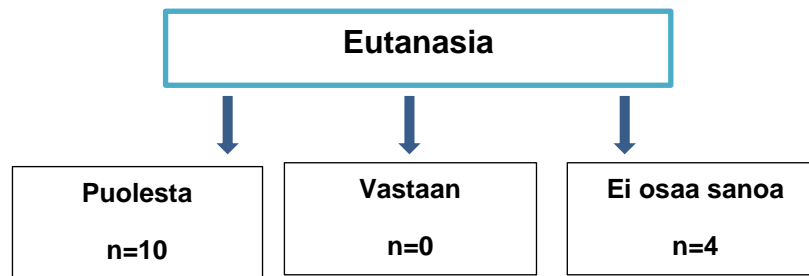 Eutanasia
Puolesta
n=10
Vastaan
n=0
Ei osaa sanoa
n=4